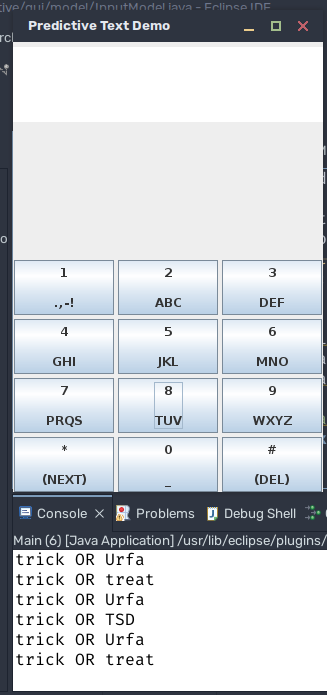 tive/gui/model/InputModel.java - Eclipse IDE
Predictive Text Demo
1 2 3
.,-! ABC DEF
4 5 6
GHI JKL MNO
7 8 9
PRQS TUV WXYZ
* 0 #
(NEXT) _ (DEL)
Console Problems Debug Shell
Main (6) [Java Application] /usr/lib/eclipse/plugins/
trick OR Urfa
trick OR treat
trick OR Urfa
trick OR TSD
trick OR Urfa
trick OR treat